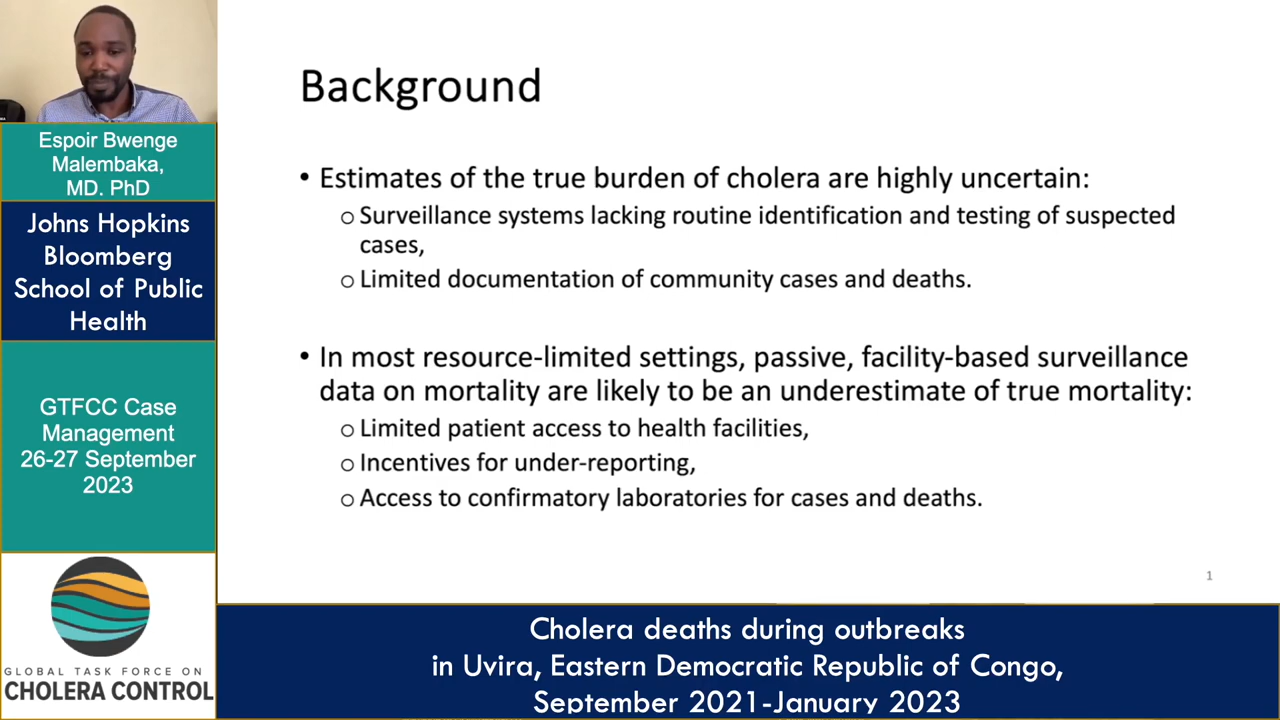 Espoir Bwenge
Malembaka,
MD. PhD
Johns Hopkins
Bloomberg
School of Public
Health
GTFCC Case
Management
26-27 September
2023
GLOBAL TASK FORCE ON
CHOLERA CONTROL
Background
• Estimates of the true burden of cholera are highly uncertain:
o Surveillance systems lacking routine identification and testing of suspected
cases,
o Limited documentation of community cases and deaths.
• In most resource-limited settings, passive, facility-based surveillance
data on mortality are likely to be an underestimate of true mortality:
o Limited patient access to health facilities,
o Incentives for under-reporting,
o Access to confirmatory laboratories for cases and deaths.
1
Cholera deaths during outbreaks
in Uvira, Eastern Democratic Republic of Congo,
September 2021-January 2023